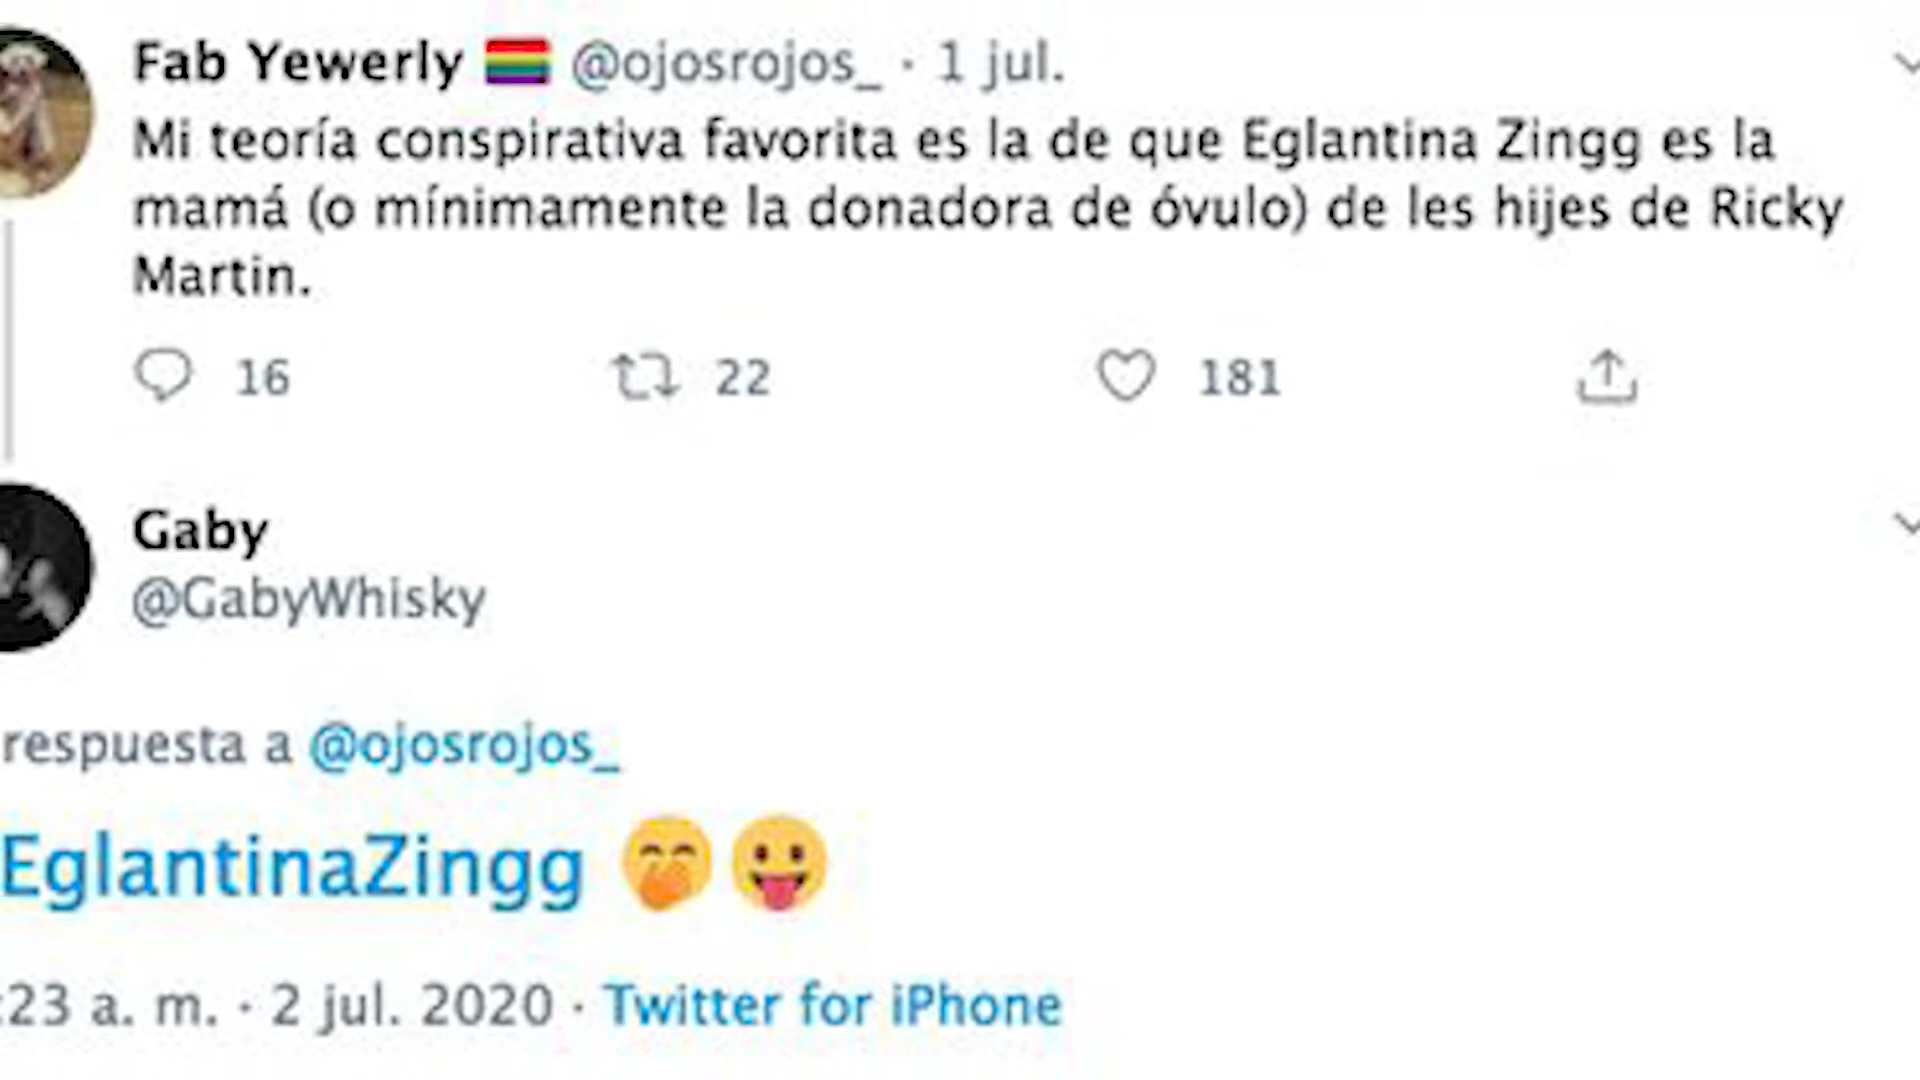 Fab Yewerly 🏳️‍🌈 @ojosrojos_ · 1 jul.
Mi teoría conspirativa favorita es la de que Eglantina Zingg es la
mamá (o mínimamente la donadora de óvulo) de les hijes de Ricky
Martin.
16 22 181
Gaby
@GabyWhisky
respuesta a @ojosrojos_
EglantinaZingg 🤭😛
:23 a. m. · 2 jul. 2020 · Twitter for iPhone